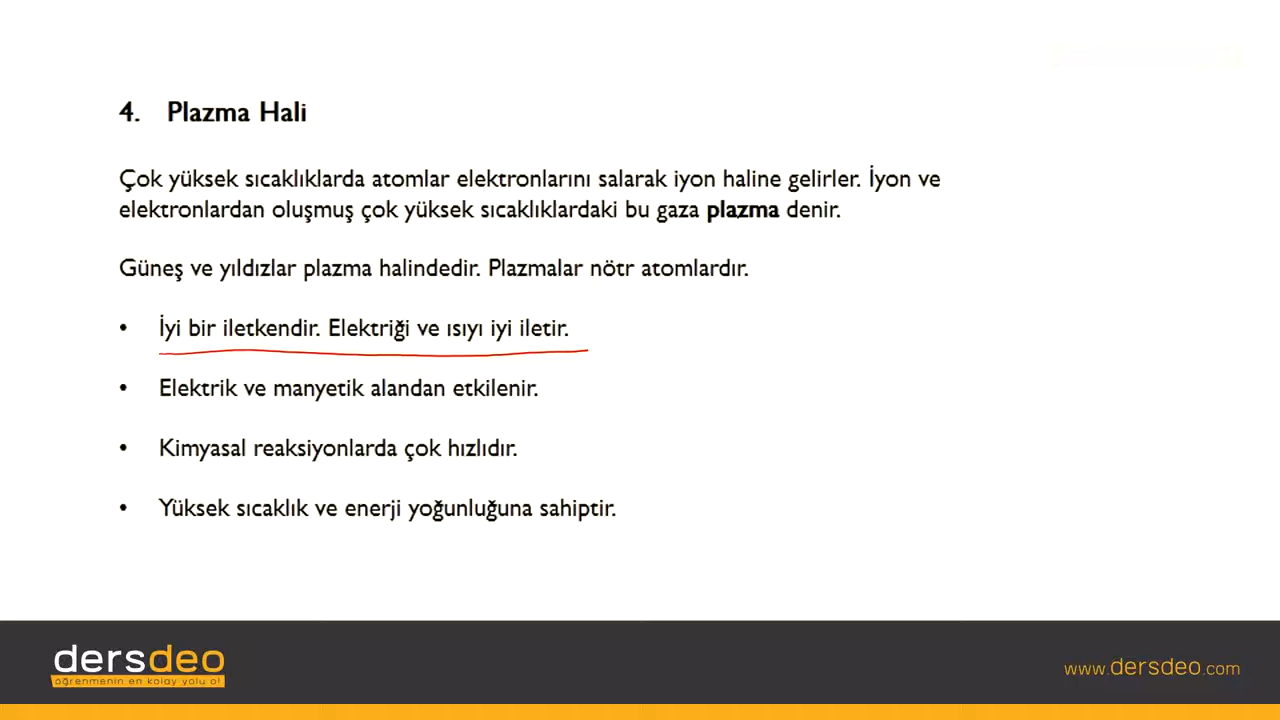 4. Plazma Hali
Çok yüksek sıcaklıklarda atomlar elektronlarını salarak iyon haline gelirler. İyon ve
elektronlardan oluşmuş çok yüksek sıcaklıklardaki bu gaza plazma denir.
Güneş ve yıldızlar plazma halindedir. Plazmalar nötr atomlardır.
• İyi bir iletkendir. Elektriği ve ısıyı iyi iletir.
• Elektrik ve manyetik alandan etkilenir.
• Kimyasal reaksiyonlarda çok hızlıdır.
• Yüksek sıcaklık ve enerji yoğunluğuna sahiptir.
dersdeo
öğrenmenin en kolay yolu o!
www.dersdeo.com